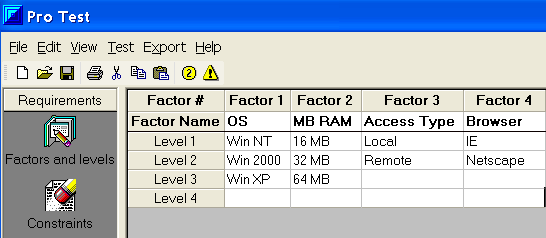 Pro Test
File Edit View Test Export Help
Requirements
Factors and levels
Constraints
Factor # Factor 1 Factor 2 Factor 3 Factor 4
Factor Name OS MB RAM Access Type Browser
Level 1 Win NT 16 MB Local IE
Level 2 Win 2000 32 MB Remote Netscape
Level 3 Win XP 64 MB
Level 4